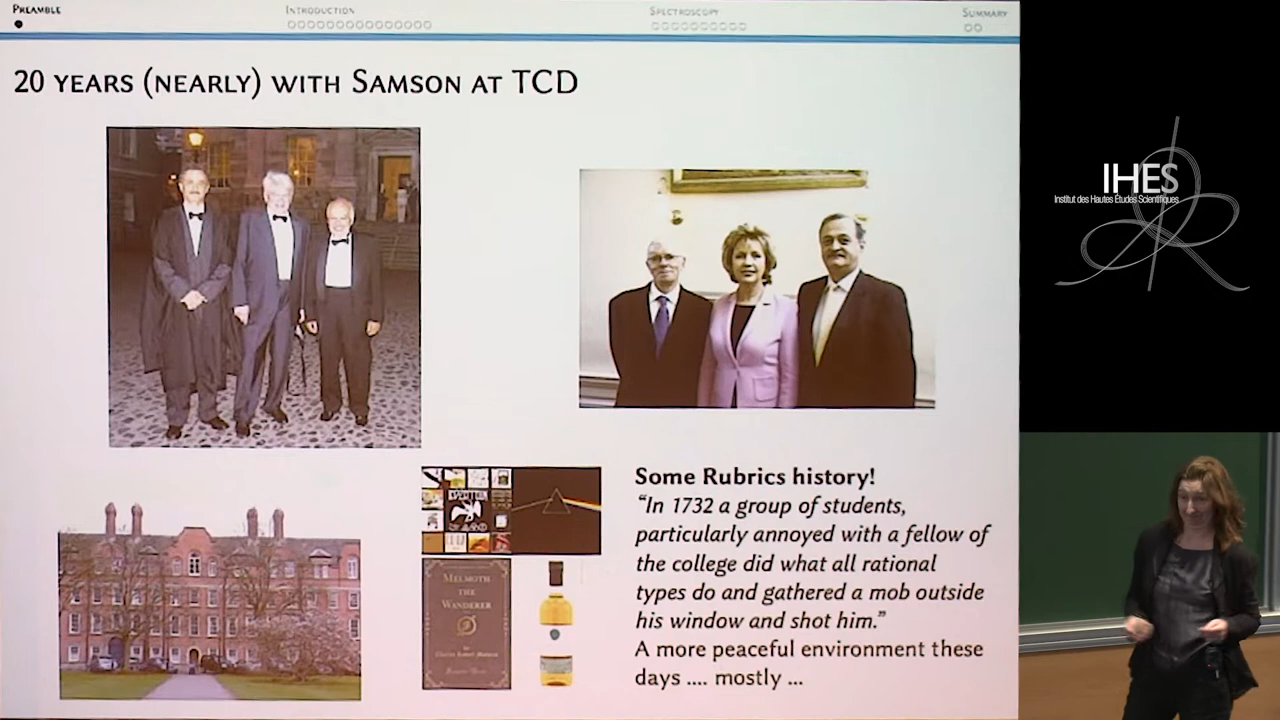 Preamble
Introduction
Spectroscopy
Summary
20 years (nearly) with Samson at TCD
IHES
Institut des Hautes Études Scientifiques
Some Rubrics history!
“In 1732 a group of students,
particularly annoyed with a fellow of
the college did what all rational
types do and gathered a mob outside
his window and shot him.”
A more peaceful environment these
days .... mostly ...
MELMOTH
THE
WANDERER